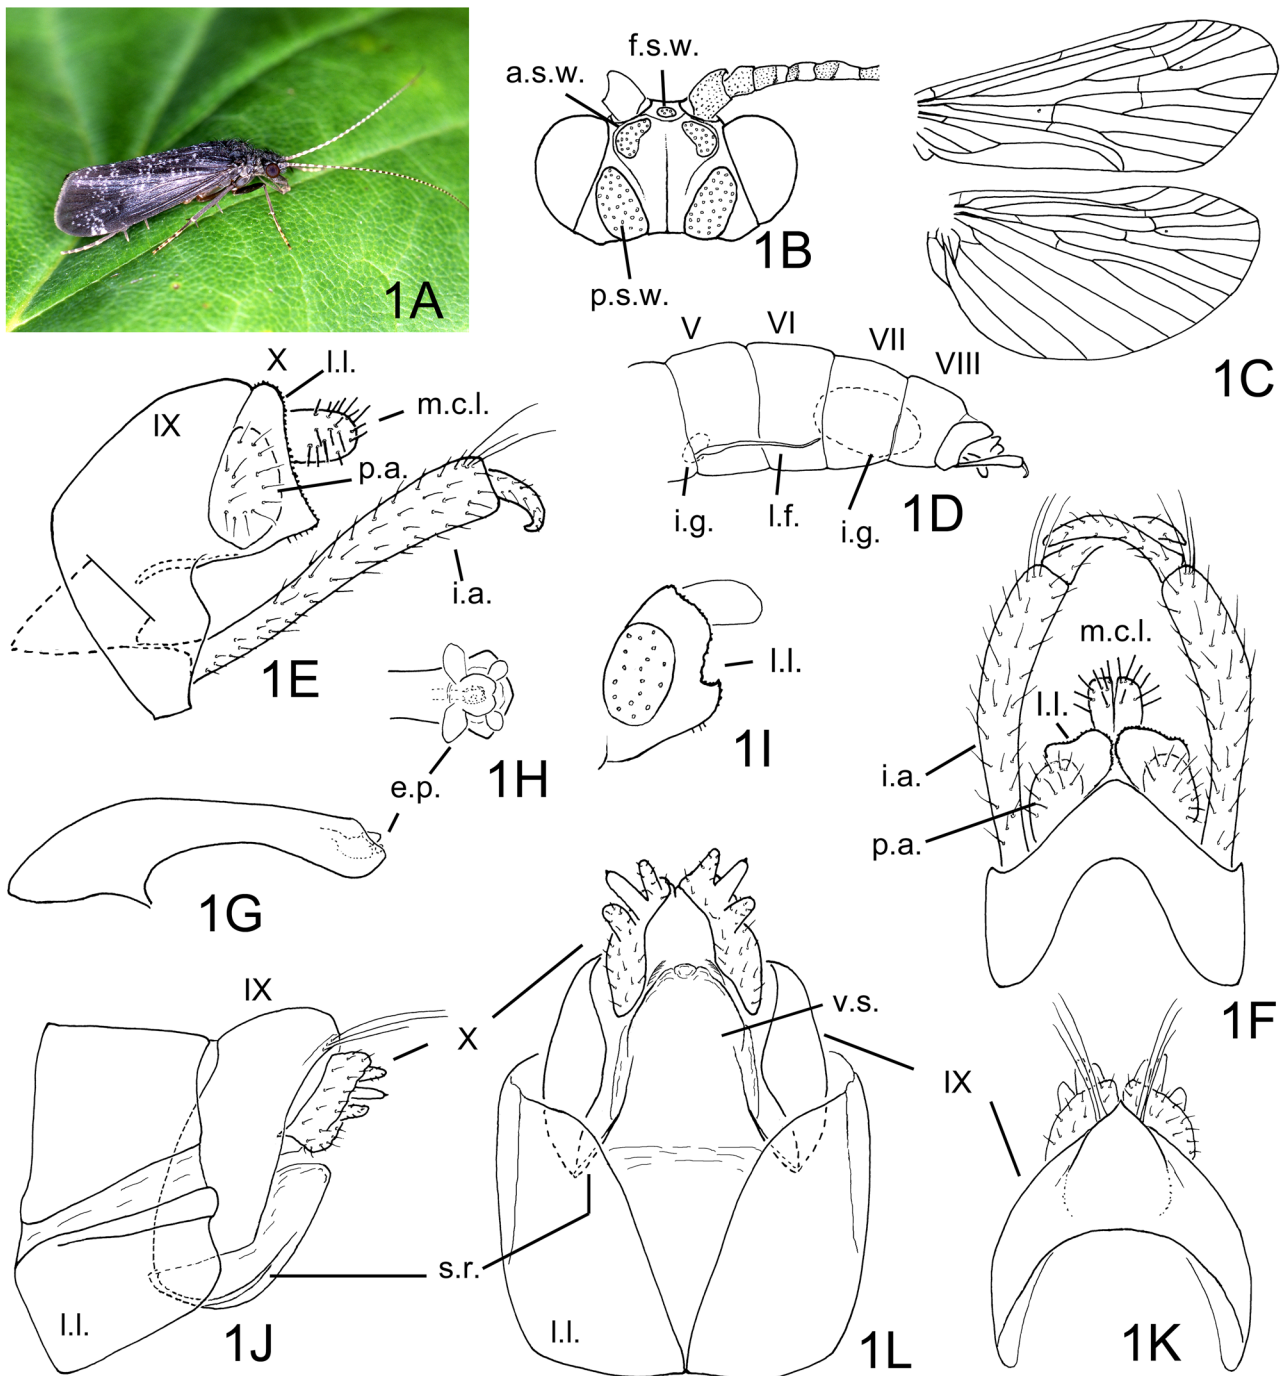 1A
f.s.w.
a.s.w.
p.s.w.
1B
1C
V
VI
VII
VIII
i.g.
l.f.
i.g.
1D
X
l.l.
IX
m.c.l.
p.a.
i.a.
1E
m.c.l.
l.l.
i.a.
p.a.
1F
e.p.
1H
1G
l.l.
1I
IX
X
s.r.
l.l.
1J
v.s.
IX
l.l.
1L
1K